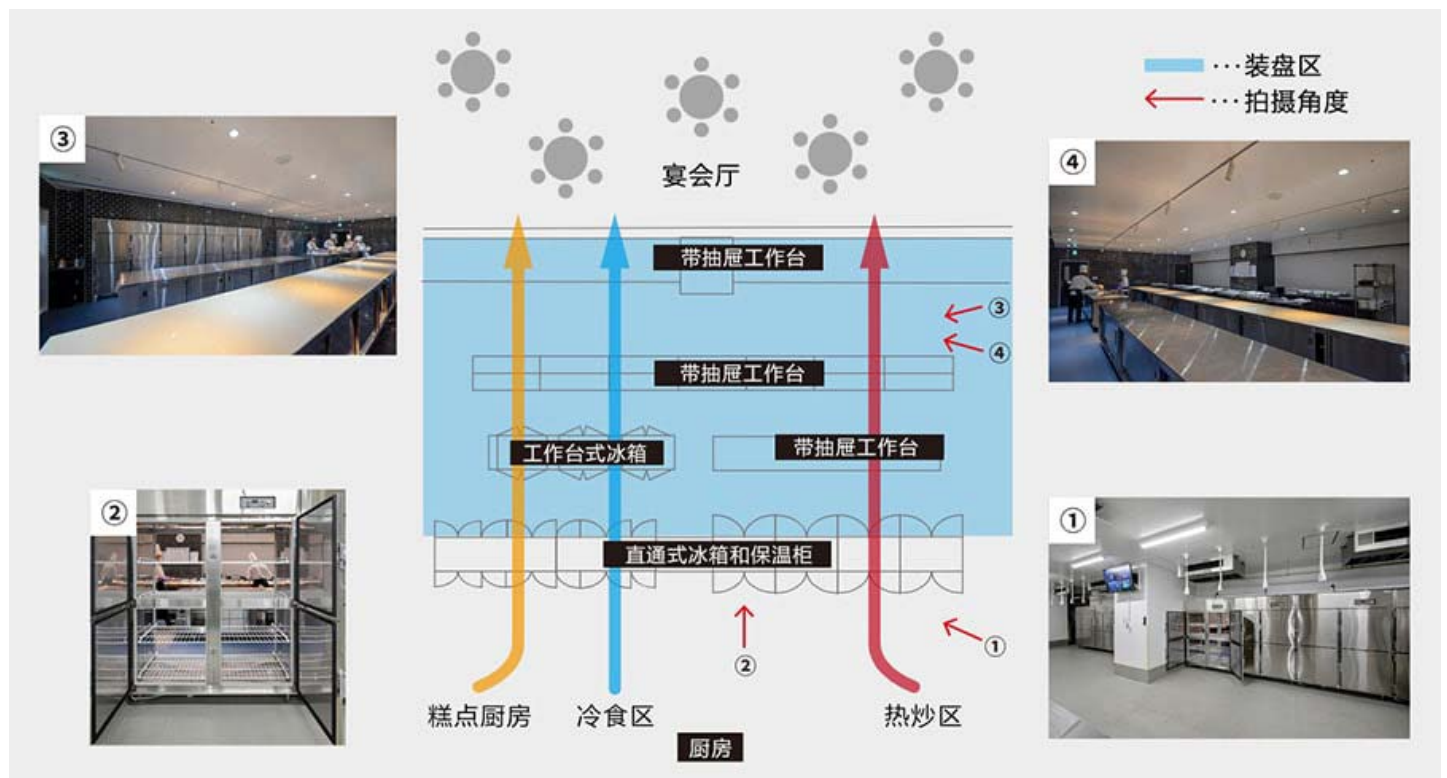 ···装盘区
···拍摄角度
③
④
宴会厅
带抽屉工作台
③
④
带抽屉工作台
工作台式冰箱
带抽屉工作台
②
①
直通式冰箱和保温柜
①
②
糕点厨房
冷食区
热炒区
厨房